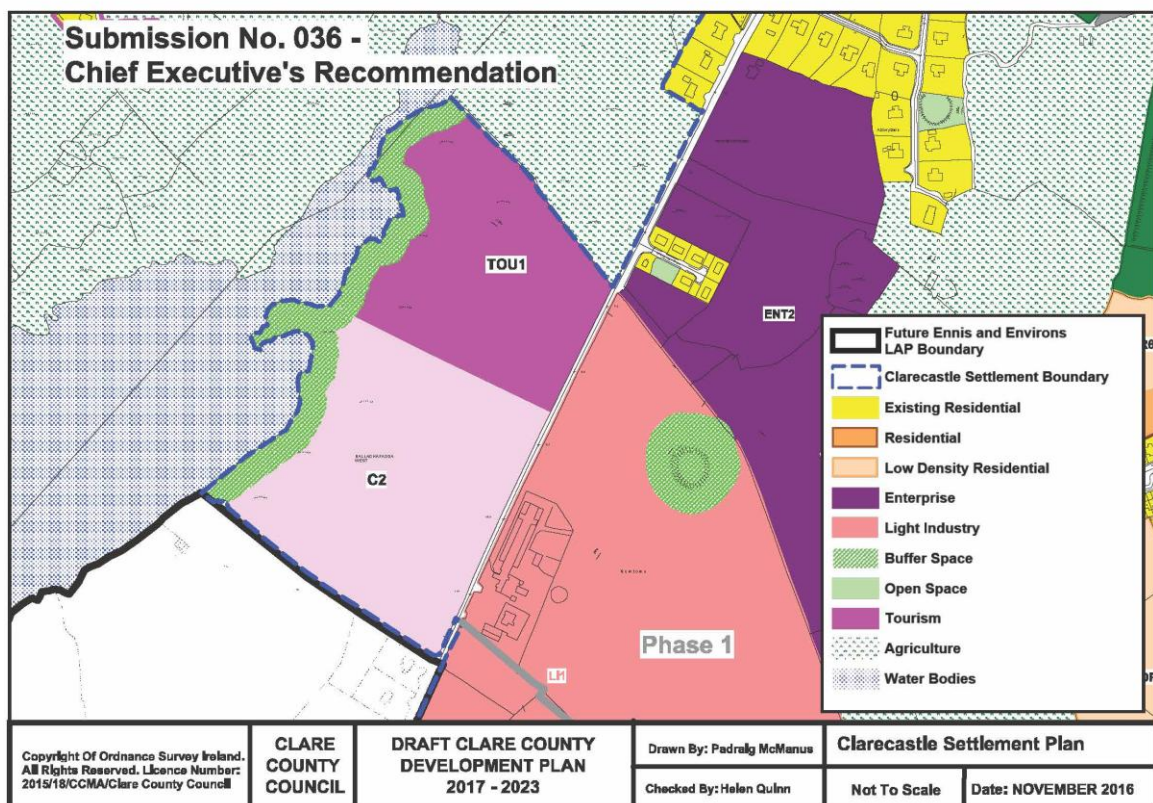 Submission No. 036 -
Chief Executive's Recommendation
TOU1
ENT2
C2
Phase 1
LI1
Future Ennis and Environs
LAP Boundary
Clarecastle Settlement Boundary
Existing Residential
Residential
Low Density Residential
Enterprise
Light Industry
Buffer Space
Open Space
Tourism
Agriculture
Water Bodies
Copyright Of Ordnance Survey Ireland.
All Rights Reserved. Licence Number:
2015/18/CCMA/Clare County Council
CLARE
COUNTY
COUNCIL
DRAFT CLARE COUNTY
DEVELOPMENT PLAN
2017 - 2023
Drawn By: Padraig McManus
Checked By: Helen Quinn
Clarecastle Settlement Plan
Not To Scale
Date: NOVEMBER 2016